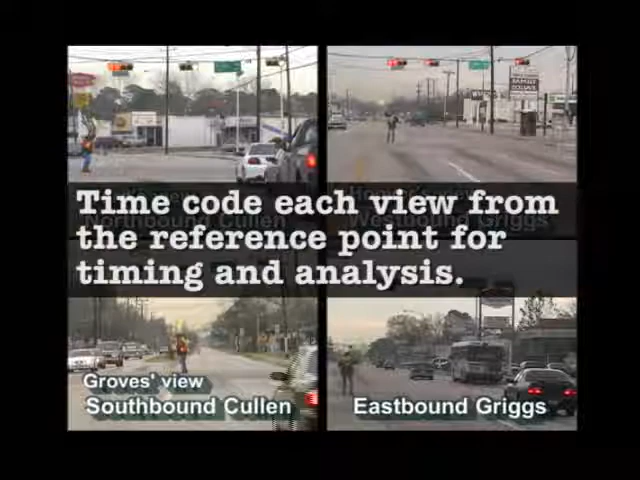 Time code each view from
the reference point for
timing and analysis.
Northbound Cullen
Westbound Griggs
Groves' view
Southbound Cullen
Eastbound Griggs